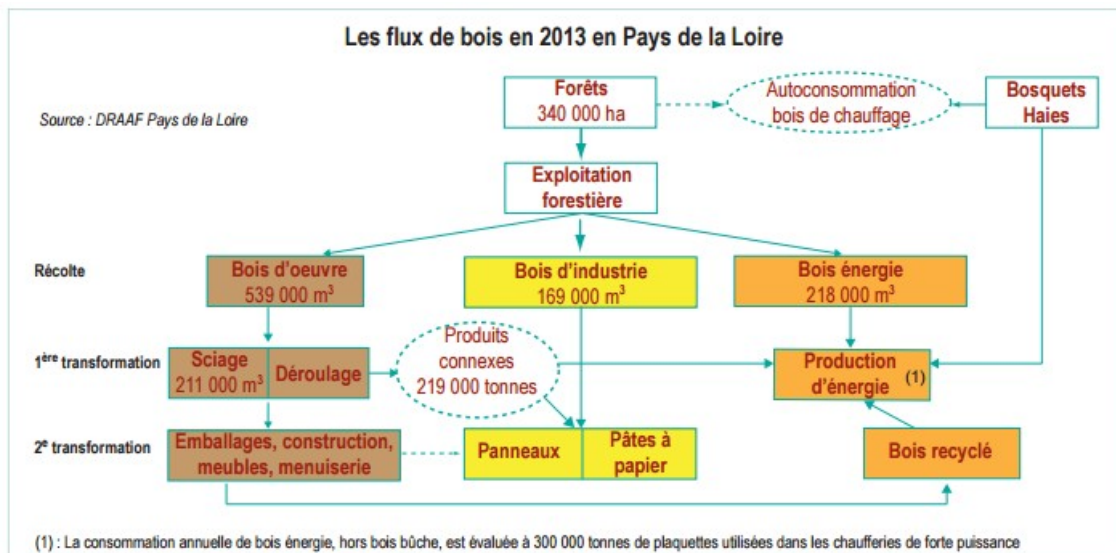 Les flux de bois en 2013 en Pays de la Loire
Source : DRAAF Pays de la Loire
Forêts
340 000 ha
Autoconsommation
bois de chauffage
Bosquets
Haies
Exploitation
forestière
Récolte
Bois d'oeuvre
539 000 m³
Bois d'industrie
169 000 m³
Bois énergie
218 000 m³
1ère transformation
Sciage
211 000 m³
Déroulage
Produits
connexes
219 000 tonnes
Production
d'énergie
(1)
2e transformation
Emballages, construction,
meubles, menuiserie
Panneaux
Pâtes à
papier
Bois recyclé
(1) : La consommation annuelle de bois énergie, hors bois bûche, est évaluée à 300 000 tonnes de plaquettes utilisées dans les chaufferies de forte puissance